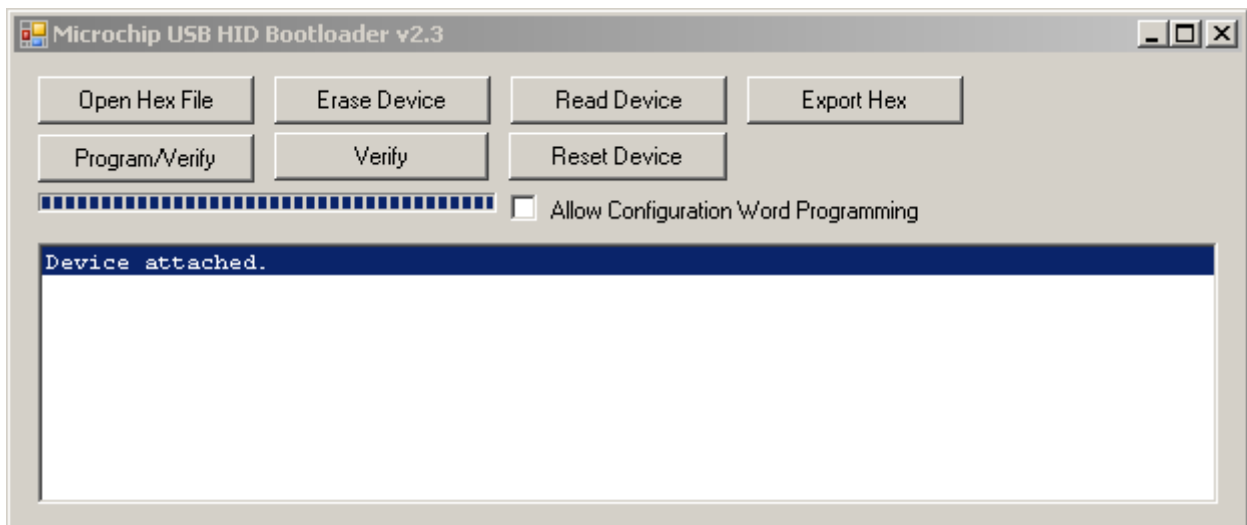 Microchip USB HID Bootloader v2.3
Open Hex File Erase Device Read Device Export Hex
Program/Verify Verify Reset Device
Allow Configuration Word Programming
Device attached.